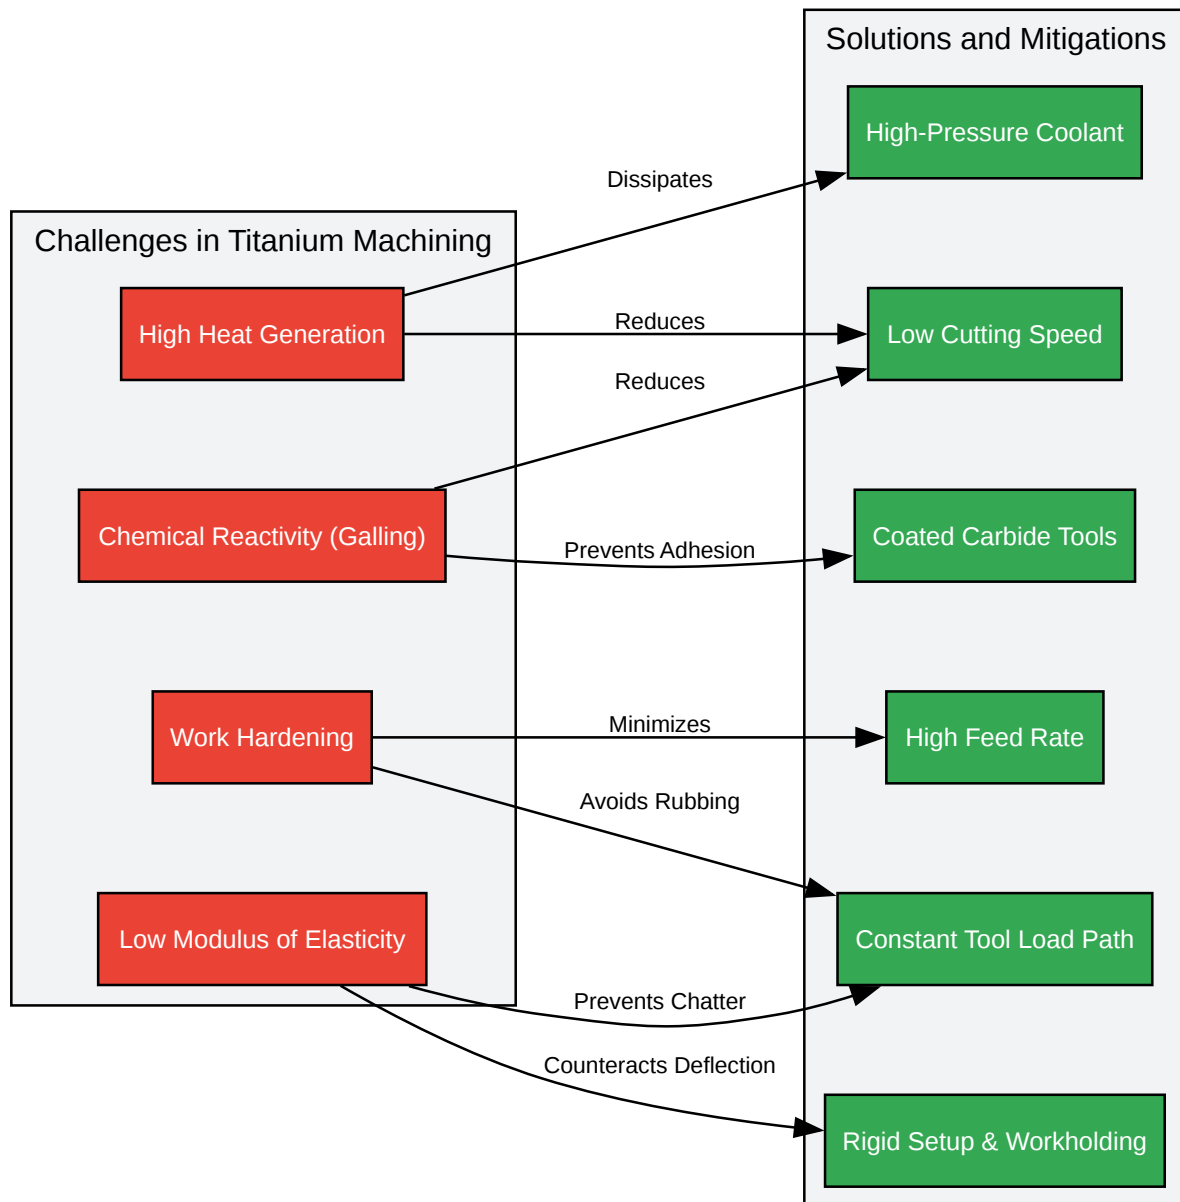 Solutions and Mitigations
High-Pressure Coolant
Dissipates
Challenges in Titanium Machining
High Heat Generation
Reduces
Low Cutting Speed
Reduces
Chemical Reactivity (Galling)
Prevents Adhesion
Coated Carbide Tools
Work Hardening
Minimizes
High Feed Rate
Avoids Rubbing
Low Modulus of Elasticity
Constant Tool Load Path
Prevents Chatter
Counteracts Deflection
Rigid Setup & Workholding